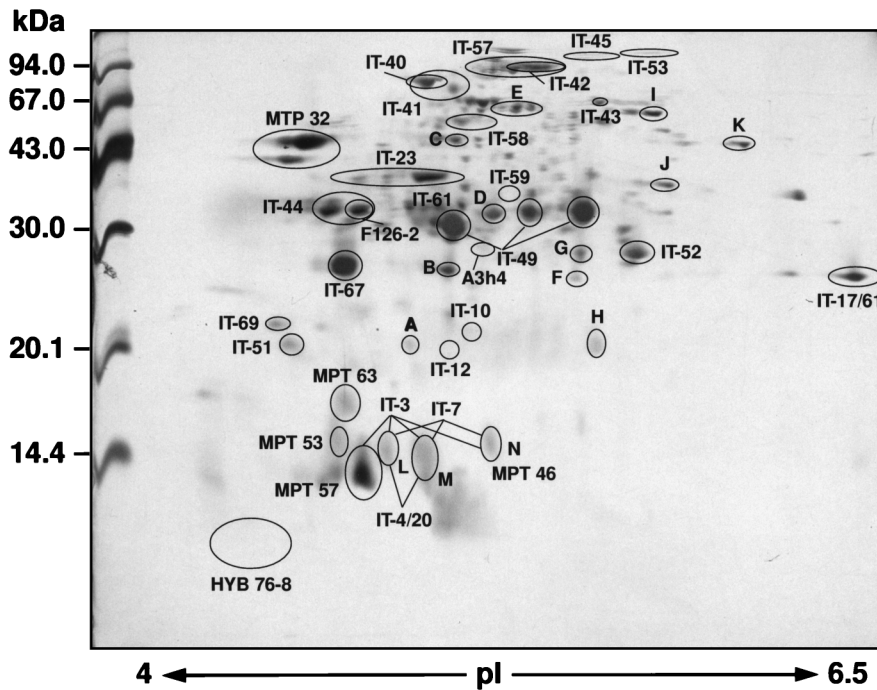 kDa
IT-57
IT-45
94.0
IT-40
IT-42
IT-53
67.0
IT-41
E
IT-43
I
MTP 32
C
IT-58
K
43.0
IT-23
IT-59
J
IT-44
IT-61
D
30.0
F126-2
IT-49
G
IT-52
IT-67
B
A3h4
F
IT-17/61
IT-69
A
IT-10
H
IT-51
20.1
IT-12
MPT 63
IT-3
IT-7
MPT 53
N
14.4
L
MPT 46
MPT 57
M
IT-4/20
HYB 76-8
4
pI
6.5